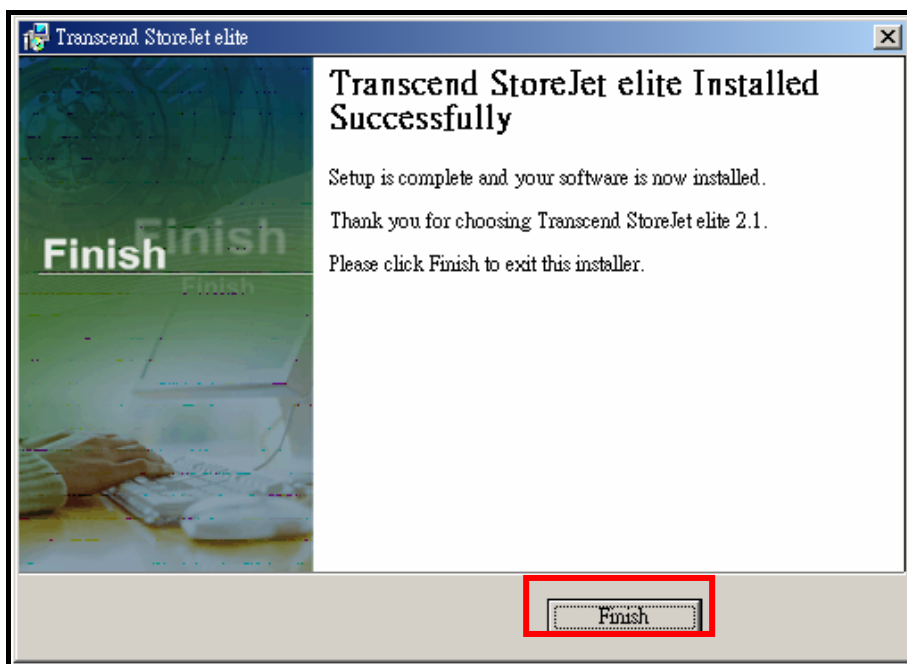 Transcend StoreJet elite
Transcend StoreJet elite Installed
Successfully
Setup is complete and your software is now installed.
Thank you for choosing Transcend StoreJet elite 2.1.
Please click Finish to exit this installer.
Finish
Finish
Finish
Finish